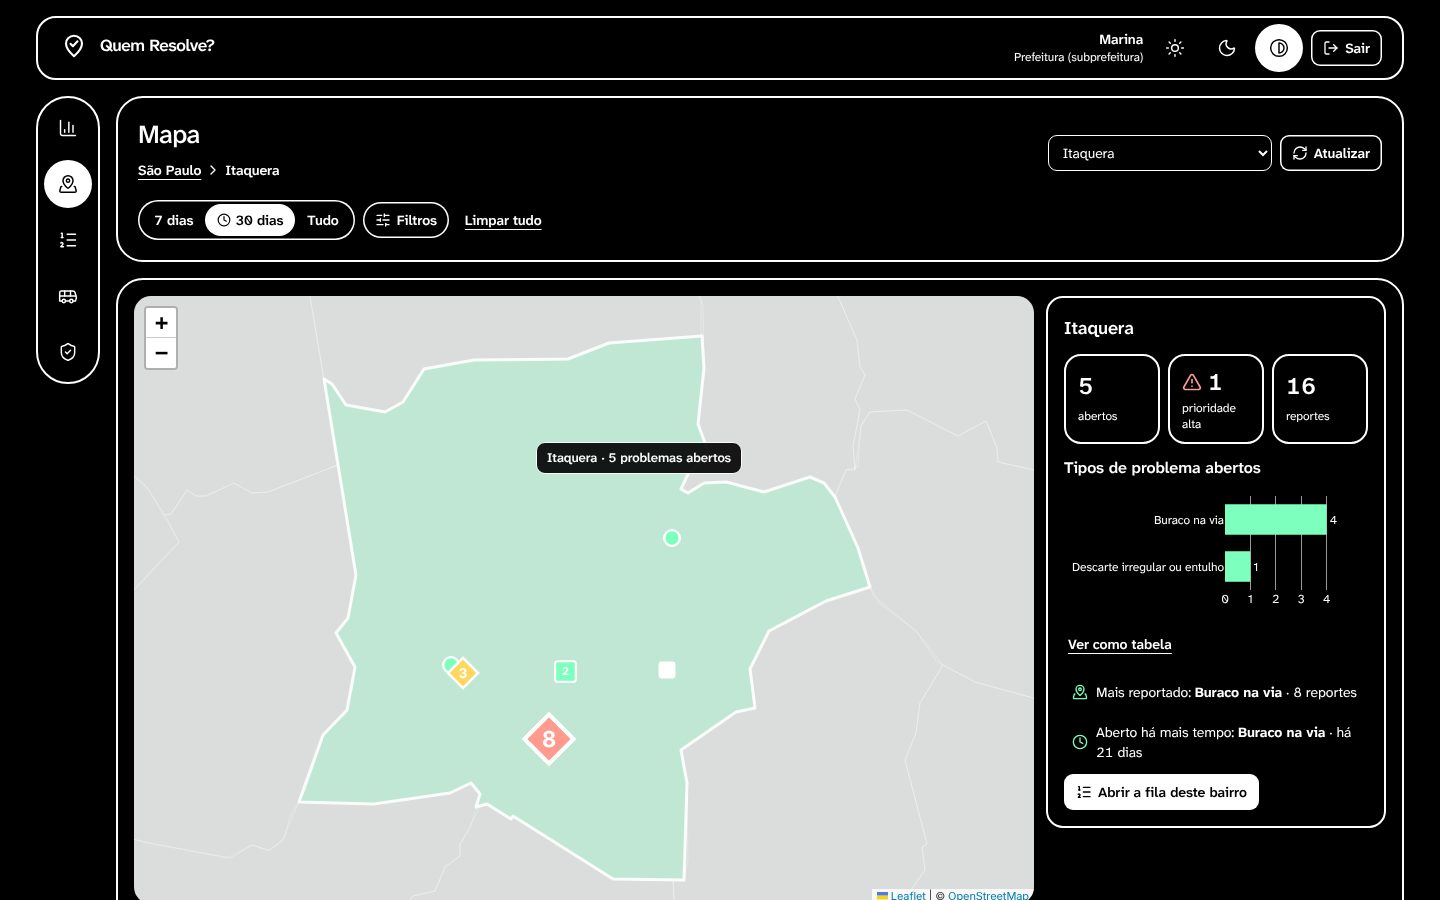 Quem Resolve?
Marina
Prefeitura (subprefeitura)
Sair
Mapa
São Paulo > Itaquera
Itaquera
Atualizar
7 dias
30 dias
Tudo
Filtros
Limpar tudo
+
−
Itaquera · 5 problemas abertos
3
2
8
Leaflet | © OpenStreetMap
Itaquera
5
abertos
1
prioridade
alta
16
reportes
Tipos de problema abertos
Buraco na via 4
Descarte irregular ou entulho 1
0 1 2 3 4
Ver como tabela
Mais reportado: Buraco na via · 8 reportes
Aberto há mais tempo: Buraco na via · há
21 dias
Abrir a fila deste bairro